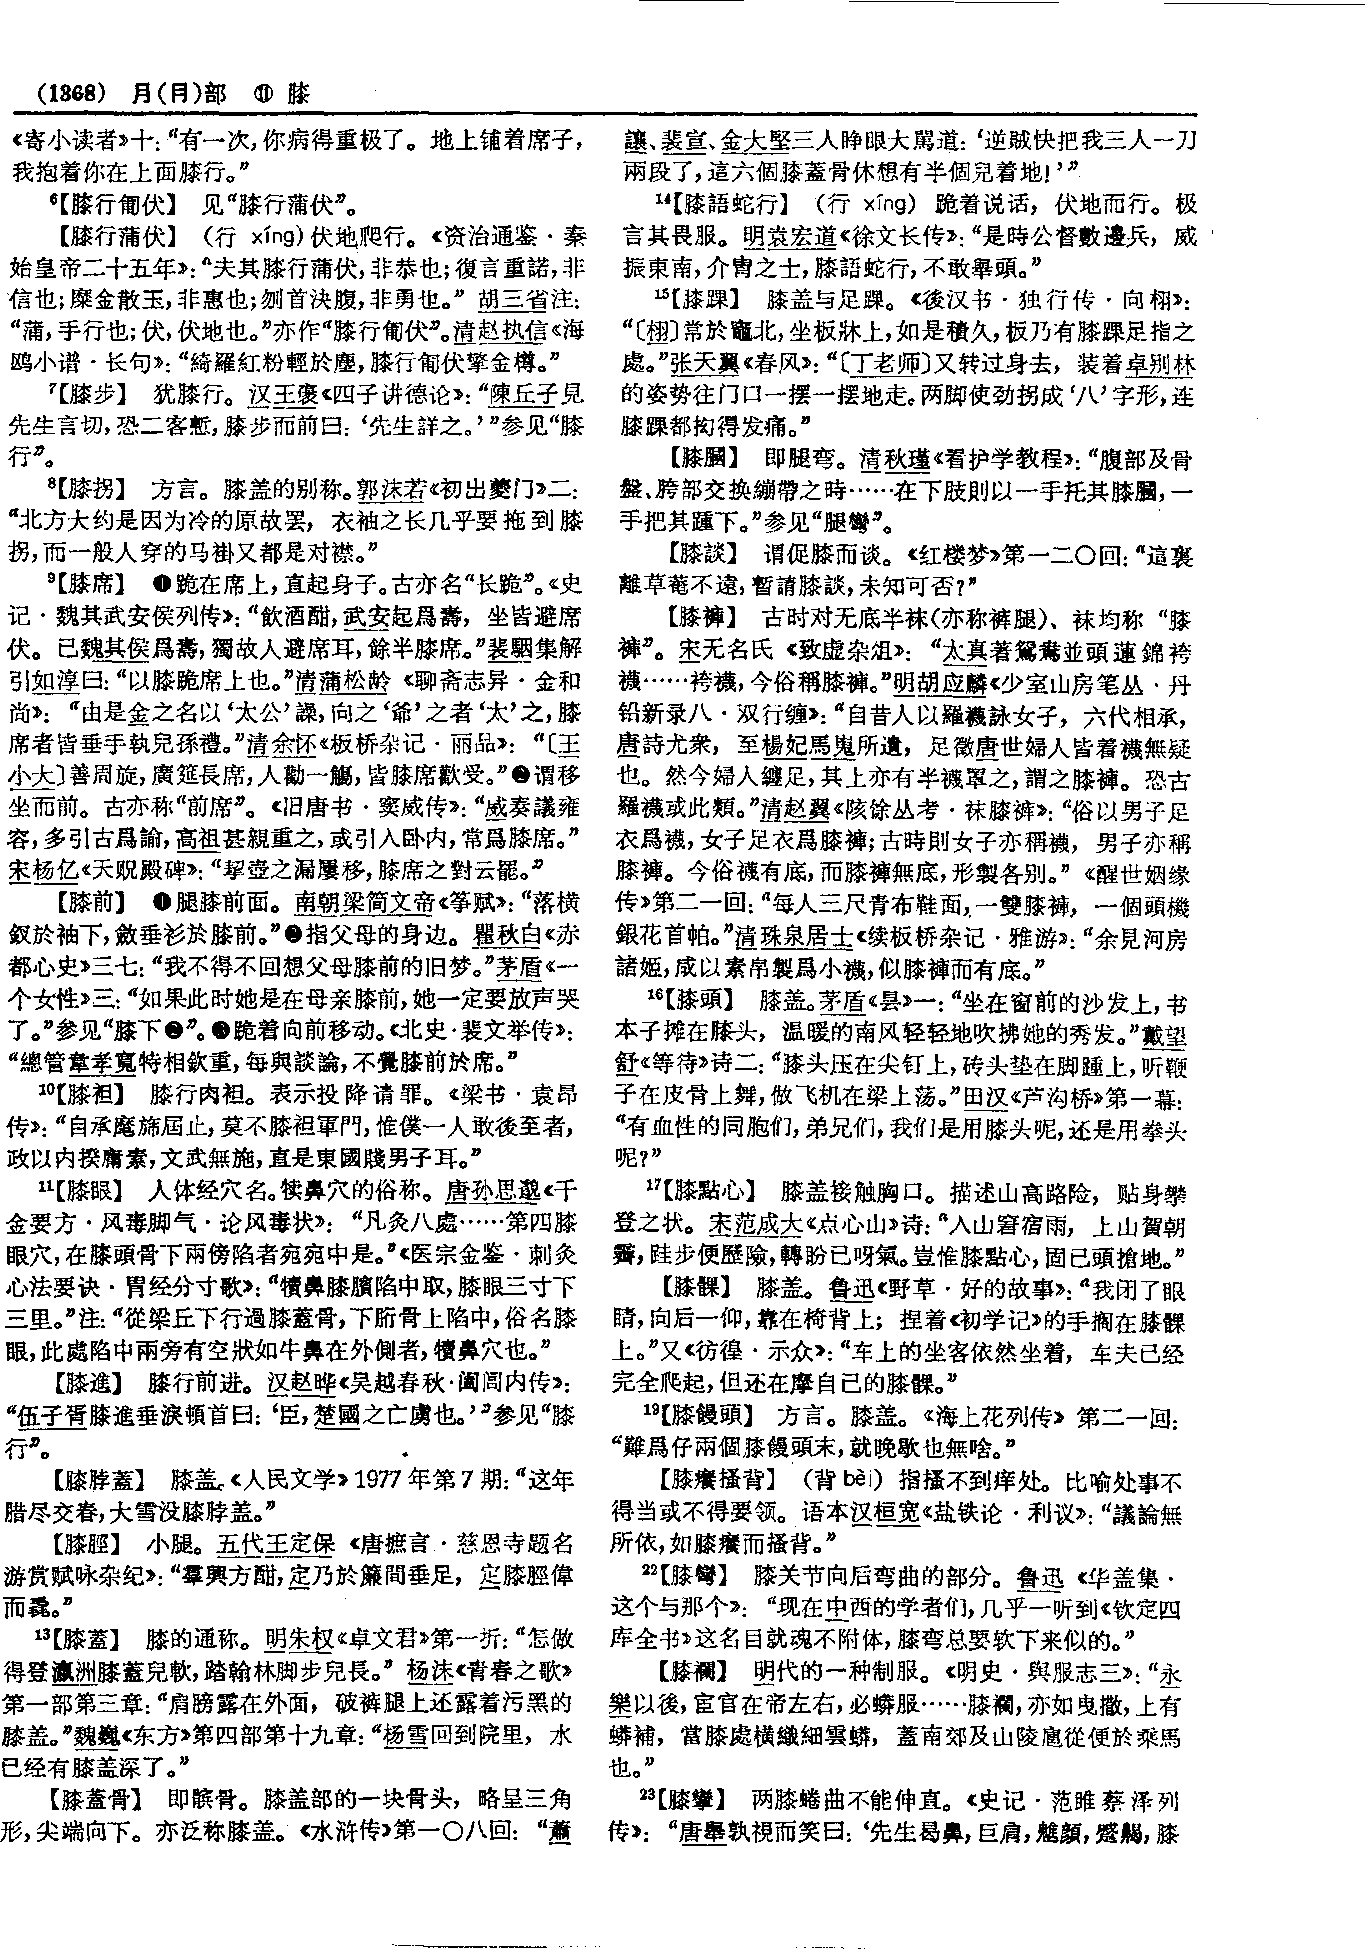 (1368) 月(⺼)部 ⑪ 膝
《寄小读者》十：“有一次，你病得重极了。地上铺着席子，
我抱着你在上面膝行。”
⁶【膝行匍伏】 见“膝行蒲伏”。
【膝行蒲伏】 （行 xíng）伏地爬行。《资治通鉴·秦
始皇帝二十五年》：“夫其膝行蒲伏，非恭也；復言重諾，非
信也；糜金散玉，非惠也；刎首決腹，非勇也。” 胡三省注：
“蒲，手行也；伏，伏地也。”亦作“膝行匍伏”。清赵执信《海
鸥小谱·长句》：“綺羅紅粉輕於塵，膝行匍伏擎金樽。”
⁷【膝步】 犹膝行。汉王褒《四子讲德论》：“陳丘子見
先生言切，恐二客慙，膝步而前曰：‘先生詳之。’”参见“膝
行”。
⁸【膝拐】 方言。膝盖的别称。郭沫若《初出夔门》二：
“北方大约是因为冷的原故罢，衣袖之长几乎要拖到膝
拐，而一般人穿的马褂又都是对襟。”
⁹【膝席】 ❶跪在席上，直起身子。古亦名“长跪”。《史
记·魏其武安侯列传》：“飲酒酣，武安起爲壽，坐皆避席
伏。已魏其侯爲壽，獨故人避席耳，餘半膝席。”裴駰集解
引如淳曰：“以膝跪席上也。”清蒲松龄《聊斋志异·金和
尚》：“由是金之名以‘太公’譟，向之‘爺’之者‘太’之，膝
席者皆垂手執兒孫禮。”清余怀《板桥杂记·丽品》：“〔王
小大〕善周旋，廣筵長席，人勸一觴，皆膝席歡受。”❷谓移
坐而前。古亦称“前席”。《旧唐书·窦威传》：“威奏議雍
容，多引古爲諭，高祖甚親重之，或引入卧内，常爲膝席。”
宋杨亿《天贶殿碑》：“挈壺之漏屢移，膝席之對云罷。”
【膝前】 ❶腿膝前面。南朝梁简文帝《筝赋》：“落横
釵於袖下，斂垂衫於膝前。”❷指父母的身边。瞿秋白《赤
都心史》三七：“我不得不回想父母膝前的旧梦。”茅盾《一
个女性》三：“如果此时她是在母亲膝前，她一定要放声哭
了。”参见“膝下❷”。❸跪着向前移动。《北史·裴文举传》：
“總管韋孝寬特相欽重，每與談論，不覺膝前於席。”
¹⁰【膝袒】 膝行肉袒。表示投降请罪。《梁书·袁昂
传》：“自承麾旆屆止，莫不膝袒軍門，惟僕一人敢後至者，
政以内揆庸素，文武無施，直是東國賤男子耳。”
¹¹【膝眼】 人体经穴名。犊鼻穴的俗称。唐孙思邈《千
金要方·风毒脚气·论风毒状》：“凡灸八處……第四膝
眼穴，在膝頭骨下兩傍陷者宛宛中是。”《医宗金鉴·刺灸
心法要诀·胃经分寸歌》：“犢鼻膝臏陷中取，膝眼三寸下
三里。”注：“從梁丘下行過膝蓋骨，下胻骨上陷中，俗名膝
眼，此處陷中兩旁有空狀如牛鼻在外側者，犢鼻穴也。”
【膝進】 膝行前进。汉赵晔《吴越春秋·阖闾内传》：
“伍子胥膝進垂淚頓首曰：‘臣，楚國之亡虜也。’”参见“膝
行”。
【膝脖蓋】 膝盖。《人民文学》1977年第7期：“这年
腊尽交春，大雪没膝脖盖。”
【膝脛】 小腿。五代王定保《唐摭言·慈恩寺题名
游赏赋咏杂纪》：“羣興方酣，定乃於簾間垂足，定膝脛偉
而毳。”
¹³【膝蓋】 膝的通称。明朱权《卓文君》第一折：“怎做
得登瀛洲膝蓋兒軟，踏翰林脚步兒長。” 杨沫《青春之歌》
第一部第三章：“肩膀露在外面，破裤腿上还露着污黑的
膝盖。”魏巍《东方》第四部第十九章：“杨雪回到院里，水
已经有膝盖深了。”
【膝蓋骨】 即髌骨。膝盖部的一块骨头，略呈三角
形，尖端向下。亦泛称膝盖。《水浒传》第一〇八回：“蕭
讓、裴宣、金大堅三人睁眼大駡道：‘逆賊快把我三人一刀
兩段了，這六個膝蓋骨休想有半個兒着地！’”
¹⁴【膝語蛇行】 （行 xíng） 跪着说话，伏地而行。极
言其畏服。明袁宏道《徐文长传》：“是時公督數邊兵，威
振東南，介胄之士，膝語蛇行，不敢舉頭。”
¹⁵【膝踝】 膝盖与足踝。《後汉书·独行传·向栩》：
“〔栩〕常於竈北，坐板牀上，如是積久，板乃有膝踝足指之
處。”张天翼《春风》：“〔丁老师〕又转过身去，装着卓别林
的姿势往门口一摆一摆地走。两脚使劲拐成‘八’字形，连
膝踝都拘得发痛。”
【膝膕】 即腿弯。清秋瑾《看护学教程》：“腹部及骨
盤、胯部交换繃帶之時……在下肢則以一手托其膝膕，一
手把其踵下。”参见“腿彎”。
【膝談】 谓促膝而谈。《红楼梦》第一二〇回：“這裏
離草菴不遠，暫請膝談，未知可否？”
【膝褲】 古时对无底半袜（亦称裤腿）、袜均称“膝
褲”。宋无名氏《致虚杂俎》：“太真著鴛鴦並頭蓮錦袴
襪……袴襪，今俗稱膝褲。”明胡应麟《少室山房笔丛·丹
铅新录八·双行缠》：“自昔人以羅襪詠女子，六代相承，
唐詩尤衆，至楊妃馬嵬所遺，足徵唐世婦人皆着襪無疑
也。然今婦人纏足，其上亦有半襪罩之，謂之膝褲。恐古
羅襪或此類。”清赵翼《陔馀丛考·袜膝裤》：“俗以男子足
衣爲襪，女子足衣爲膝褲；古時則女子亦稱襪，男子亦稱
膝褲。今俗襪有底，而膝褲無底，形製各别。” 《醒世姻缘
传》第二一回：“每人三尺青布鞋面，一雙膝褲，一個頭機
銀花首帕。”清珠泉居士《续板桥杂记·雅游》：“余見河房
諸姬，咸以素帛製爲小襪，似膝褲而有底。”
¹⁶【膝頭】 膝盖。茅盾《昙》一：“坐在窗前的沙发上，书
本子摊在膝头，温暖的南风轻轻地吹拂她的秀发。”戴望
舒《等待》诗二：“膝头压在尖钉上，砖头垫在脚踵上，听鞭
子在皮骨上舞，做飞机在梁上荡。”田汉《芦沟桥》第一幕：
“有血性的同胞们，弟兄们，我们是用膝头呢，还是用拳头
呢？”
¹⁷【膝點心】 膝盖接触胸口。描述山高路险，贴身攀
登之状。宋范成大《点心山》诗：“入山窘宿雨，上山賀朝
霽，跬步便歷險，轉盼已呀氣。豈惟膝點心，固已頭搶地。”
【膝髁】 膝盖。鲁迅《野草·好的故事》：“我闭了眼
睛，向后一仰，靠在椅背上；捏着《初学记》的手搁在膝髁
上。”又《彷徨·示众》：“车上的坐客依然坐着，车夫已经
完全爬起，但还在摩自己的膝髁。”
¹⁹【膝饅頭】 方言。膝盖。《海上花列传》第二一回：
“難爲仔兩個膝饅頭末，就晚歇也無啥。”
【膝癢搔背】 （背 bèi） 指搔不到痒处。比喻处事不
得当或不得要领。语本汉桓宽《盐铁论·利议》：“議論無
所依，如膝癢而搔背。”
²²【膝彎】 膝关节向后弯曲的部分。鲁迅《华盖集·
这个与那个》：“现在中西的学者们，几乎一听到《钦定四
库全书》这名目就魂不附体，膝弯总要软下来似的。”
【膝襴】 明代的一种制服。《明史·舆服志三》：“永
樂以後，宦官在帝左右，必蟒服……膝襴，亦如曳撒，上有
蟒補，當膝處横織細雲蟒，蓋南郊及山陵扈從便於乘馬
也。”
²³【膝攣】 两膝蜷曲不能伸直。《史记·范雎蔡泽列
传》：“唐舉孰視而笑曰：‘先生曷鼻，巨肩，魋顔，蹙齃，膝